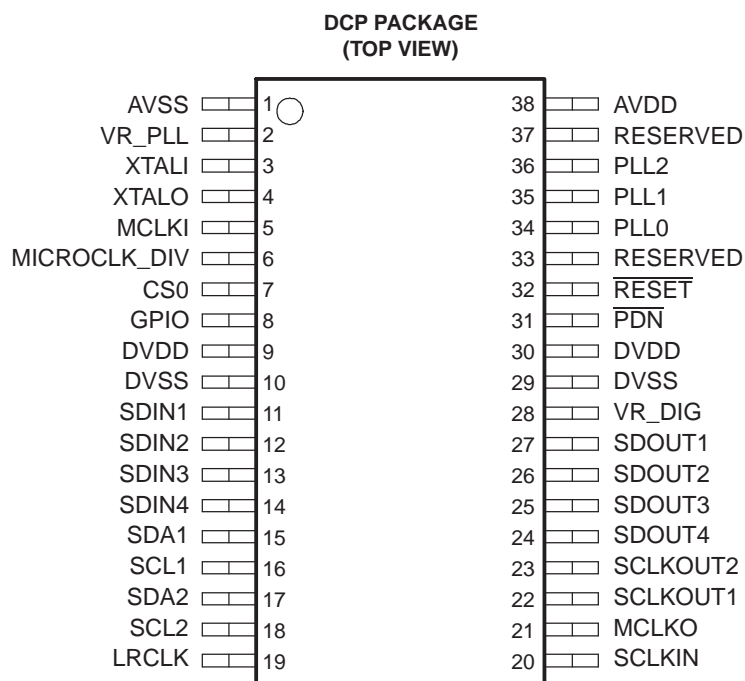 DCP PACKAGE
(TOP VIEW)
AVSS 1 38 AVDD
VR_PLL 2 37 RESERVED
XTALI 3 36 PLL2
XTALO 4 35 PLL1
MCLKI 5 34 PLL0
MICROCLK_DIV 6 33 RESERVED
CS0 7 32 RESET
GPIO 8 31 PDN
DVDD 9 30 DVDD
DVSS 10 29 DVSS
SDIN1 11 28 VR_DIG
SDIN2 12 27 SDOUT1
SDIN3 13 26 SDOUT2
SDIN4 14 25 SDOUT3
SDA1 15 24 SDOUT4
SCL1 16 23 SCLKOUT2
SDA2 17 22 SCLKOUT1
SCL2 18 21 MCLKO
LRCLK 19 20 SCLKIN